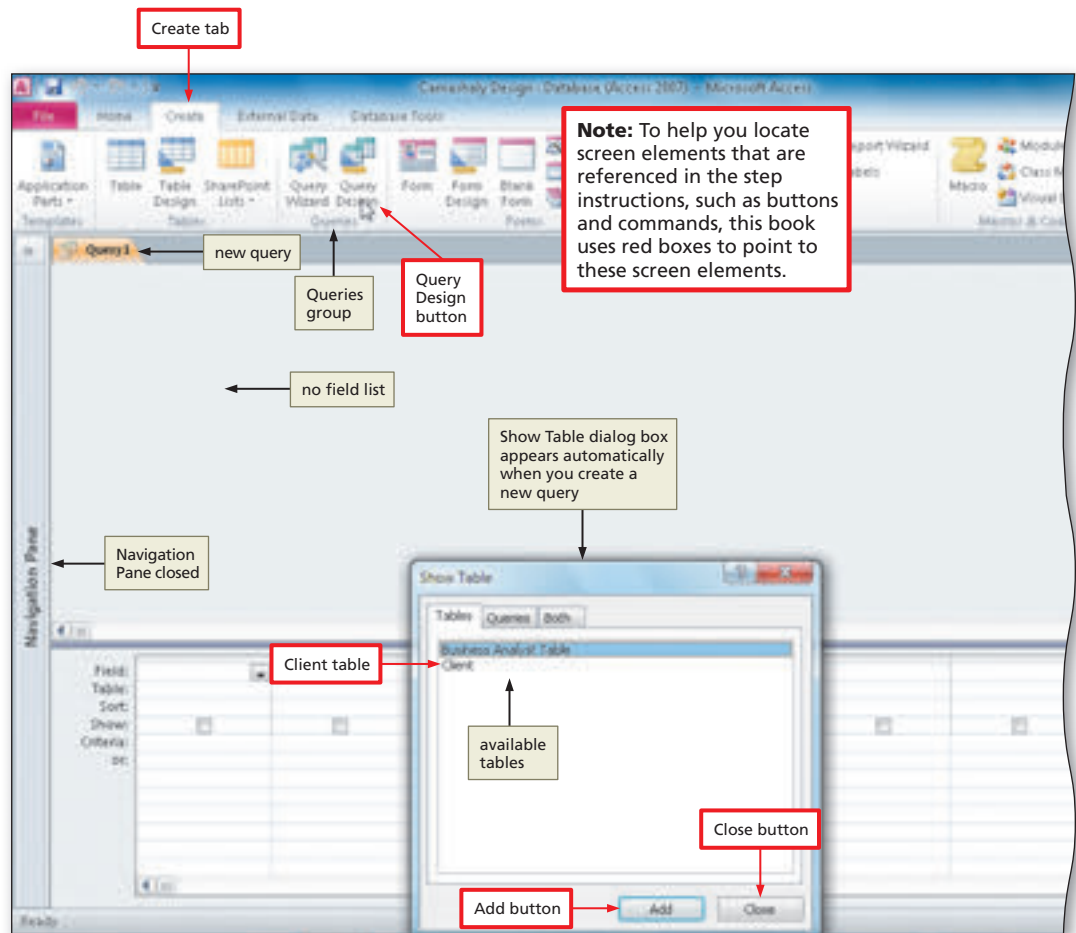 Create tab
Camashaly Design : Database (Access 2007) - Microsoft Access
File Home Create External Data Database Tools
Note: To help you locate
screen elements that are
referenced in the step
instructions, such as buttons
and commands, this book
uses red boxes to point to
these screen elements.
Application
Parts
Table
Table
Design
SharePoint
Lists
Query
Wizard
Query
Design
Form
Form
Design
Blank
Form
Macro
Templates
Tables
Queries
Forms
Query1
new query
Queries
group
Query
Design
button
no field list
Show Table dialog box
appears automatically
when you create a
new query
Navigation
Pane closed
Navigation Pane
Show Table
Tables Queries Both
Business Analyst Table
Client
Client table
available
tables
Field:
Table:
Sort:
Show:
Criteria:
or:
Close button
Add button
Add
Close
Ready